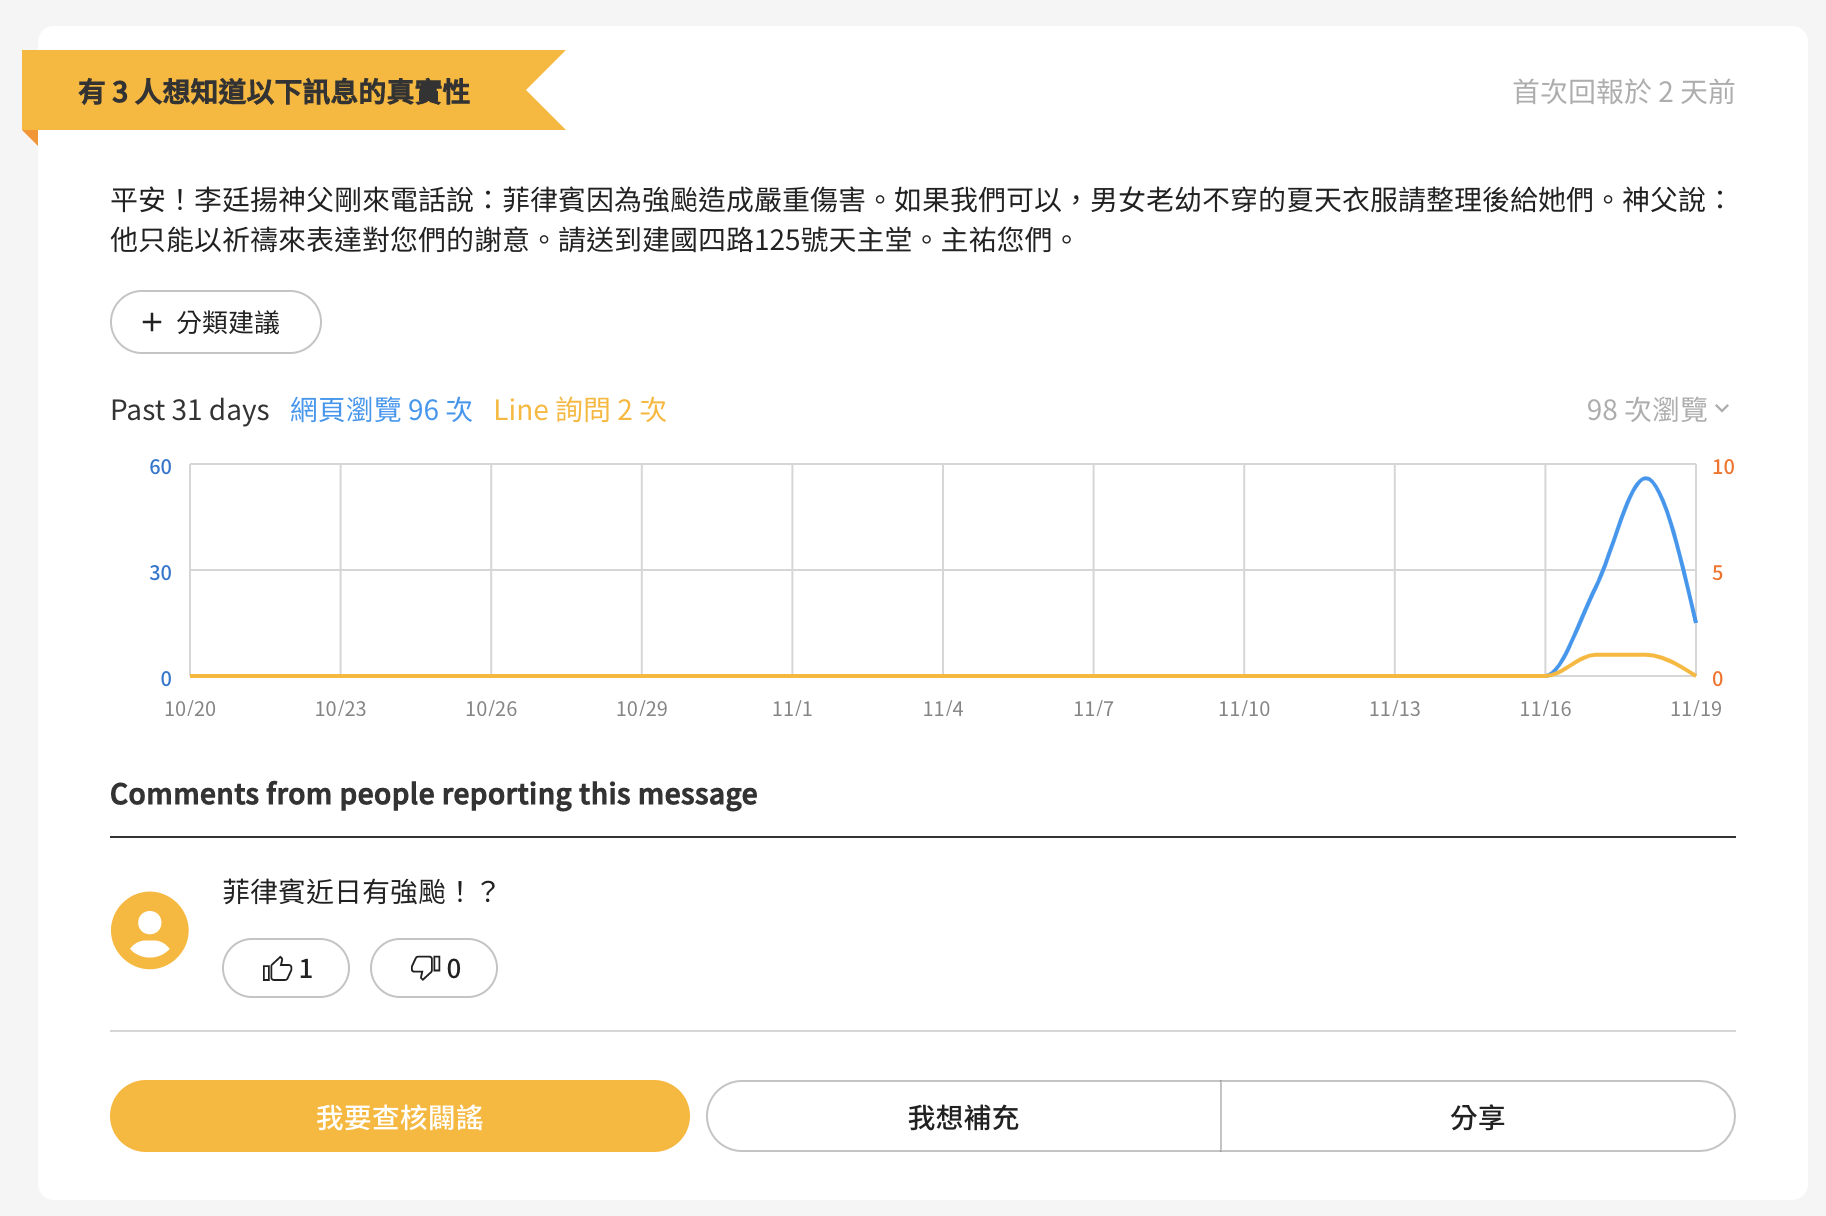 有 3 人想知道以下訊息的真實性
首次回報於 2 天前
平安！李廷揚神父剛來電話說：菲律賓因為強颱造成嚴重傷害。如果我們可以，男女老幼不穿的夏天衣服請整理後給她們。神父說：
他只能以祈禱來表達對您們的謝意。請送到建國四路125號天主堂。主祐您們。
+ 分類建議
Past 31 days 網頁瀏覽 96 次 Line 詢問 2 次
98 次瀏覽
60
10
30
5
0
0
10/20 10/23 10/26 10/29 11/1 11/4 11/7 11/10 11/13 11/16 11/19
Comments from people reporting this message
菲律賓近日有強颱！？
1 0
我要查核闢謠 我想補充 分享